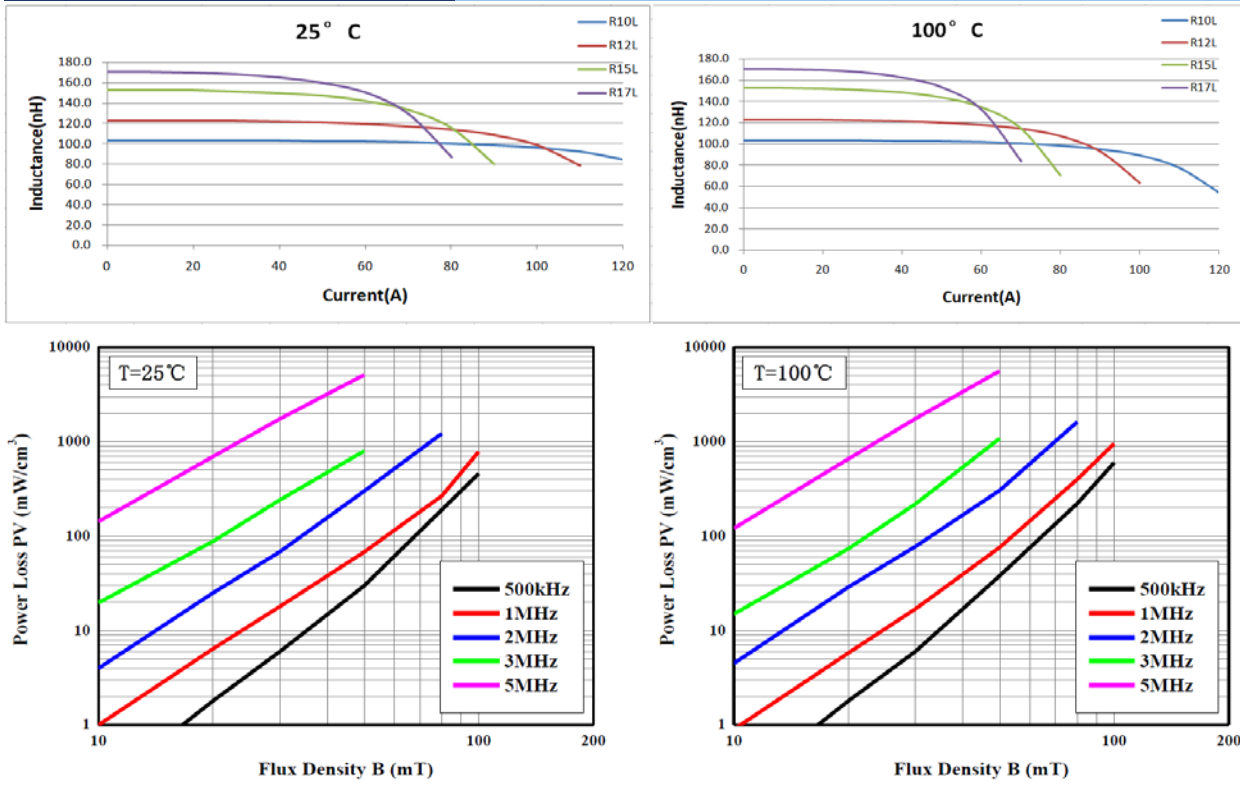 25° C
R10L
R12L
R15L
R17L
180.0
160.0
140.0
120.0
100.0
80.0
60.0
40.0
20.0
0.0
Inductance(nH)
0 20 40 60 80 100 120
Current(A)
100° C
R10L
R12L
R15L
R17L
180.0
160.0
140.0
120.0
100.0
80.0
60.0
40.0
20.0
0.0
Inductance(nH)
0 20 40 60 80 100 120
Current(A)
T=25℃
10000
1000
100
10
1
Power Loss PV (mW/cm³)
500kHz
1MHz
2MHz
3MHz
5MHz
10 100 200
Flux Density B (mT)
T=100℃
10000
1000
100
10
1
Power Loss PV (mW/cm³)
500kHz
1MHz
2MHz
3MHz
5MHz
10 100 200
Flux Density B (mT)